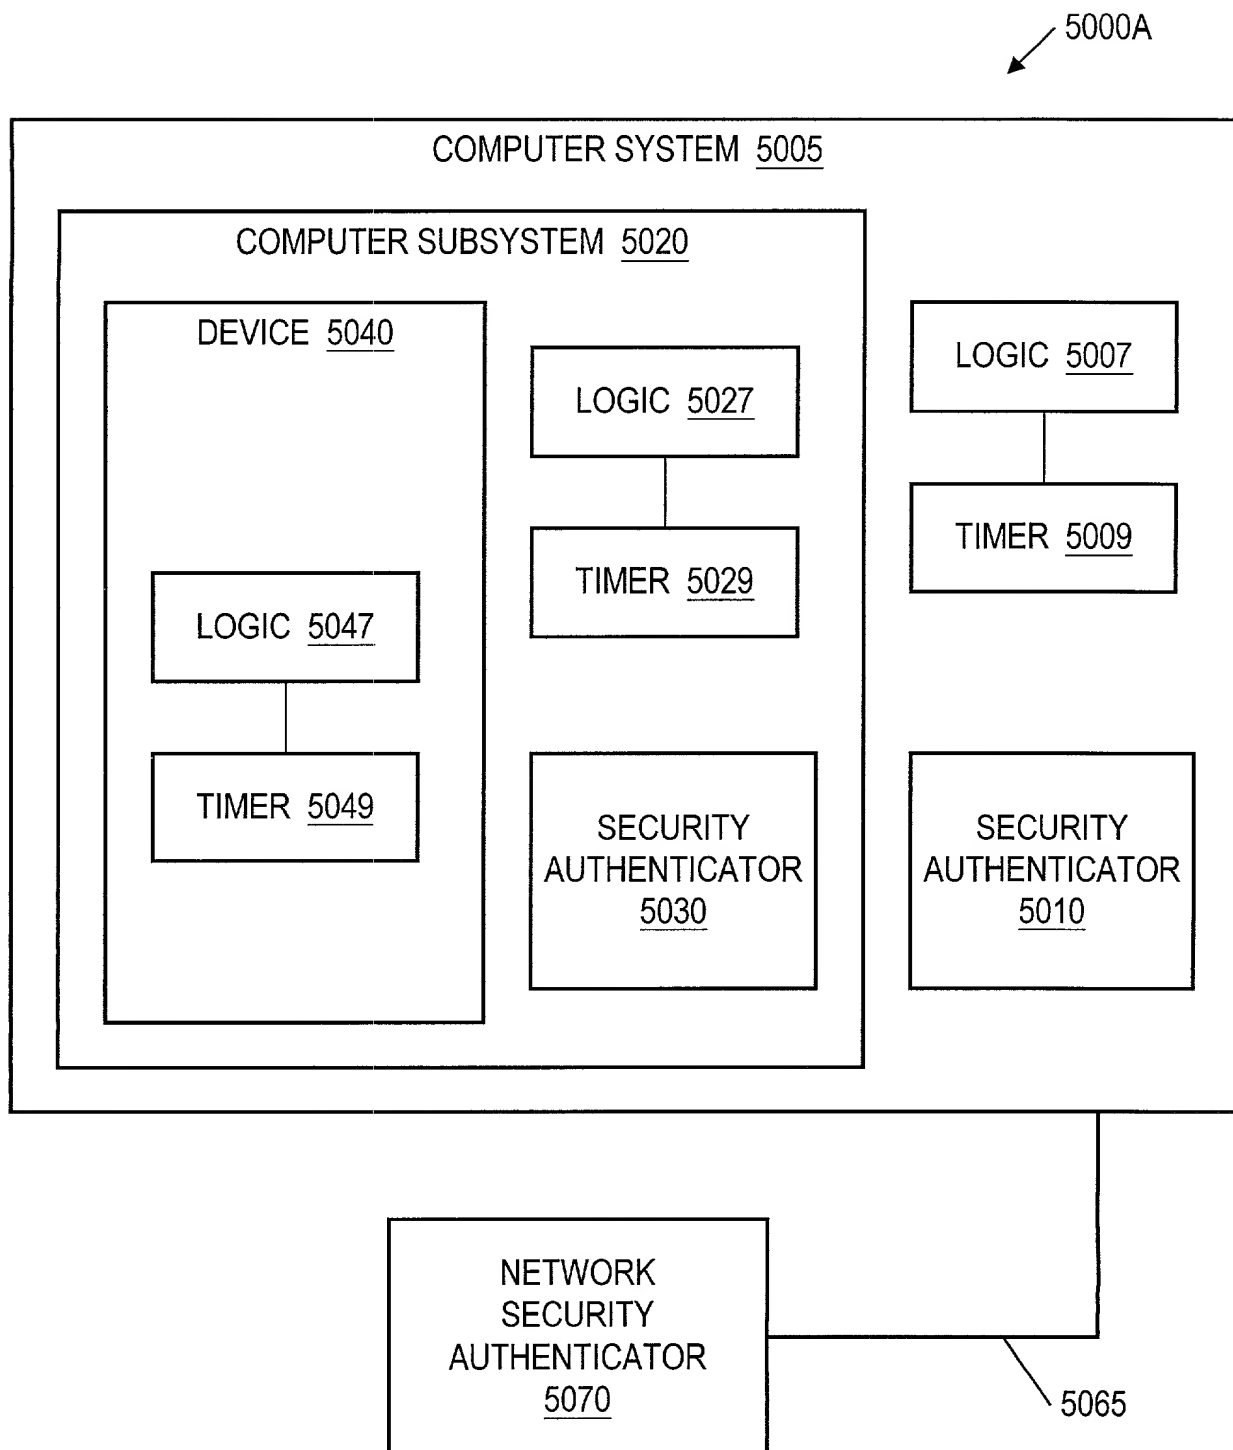 5000A
COMPUTER SYSTEM 5005
COMPUTER SUBSYSTEM 5020
DEVICE 5040
LOGIC 5047
TIMER 5049
LOGIC 5027
TIMER 5029
SECURITY
AUTHENTICATOR
5030
LOGIC 5007
TIMER 5009
SECURITY
AUTHENTICATOR
5010
NETWORK
SECURITY
AUTHENTICATOR
5070
5065